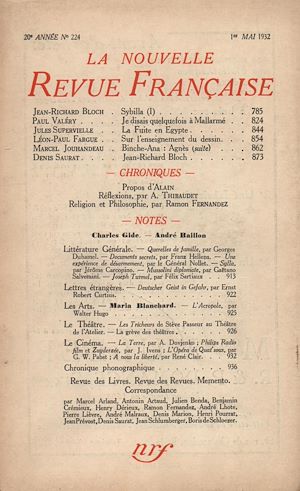 20e ANNÉE No 224 1er MAI 1932
LA NOUVELLE
REVUE FRANÇAISE
JEAN-RICHARD BLOCH . Sybilla (I) . . . . . . . 785
PAUL VALÉRY . . Je disais quelquefois à Mallarmé . 824
JULES SUPERVIELLE . La Fuite en Egypte . . . . . 844
LÉON-PAUL FARGUE . Sur l'enseignement du dessin. . . 854
MARCEL JOUHANDEAU . Binche-Ana : Agnès (suite) . . 862
DENIS SAURAT . . . Jean-Richard Bloch . . . . . 873
— CHRONIQUES —
Propos d'ALAIN
Réflexions, par A. THIBAUDET
Religion et Philosophie, par Ramon FERNANDEZ
— NOTES —
Charles Gide. — André Baillon
Littérature Générale. — Querelles de famille, par Georges
Duhamel. — Documents secrets, par Franz Hellens. — Une
expérience de désarmement, par le Général Nollet. — Sylla,
par Jérôme Carcopino. — Mussolini diplomate, par Gaëtano
Salvemini. — Joseph Turmel, par Félix Sartiaux . . 913
Lettres étrangères. — Deutscher Geist in Gefahr, par Ernst
Robert Curtius . . . . . . . . 922
Les Arts. — Maria Blanchard. — L'Acropole, par
Walter Hugo . . . . . . . . 925
Le Théâtre. — Les Tricheurs de Stève Passeur au Théâtre
de l'Atelier. — La grève des théâtres . . . . 926
Le Cinéma. — La Terre, par A. Dovjenko ; Philips Radio
film et Zuyderzée, par J. Ivens ; L'Opéra de Quat'sous, par
G. W. Pabst ; A nous la liberté, par René Clair. . 932
Chronique phonographique . . . . . . 936
Revue des Livres. Revue des Revues. Memento.
Correspondance
par Marcel Arland, Antonin Artaud, Julien Benda, Benjamin
Crémieux, Henry Dérieux, Ramon Fernandez, André Lhote,
Pierre Lièvre, André Malraux, Denis Marion, Henri Pourrat,
Jean Prévost, Denis Saurat, Jean Schlumberger, Boris de Schloezer.
nrf